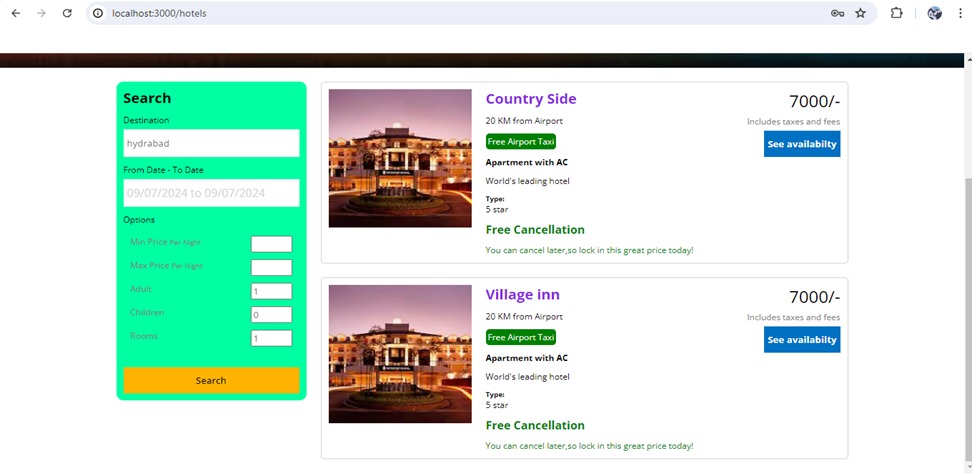 localhost:3000/hotels
Search
Destination
hydrabad
From Date - To Date
09/07/2024 to 09/07/2024
Options
Min Price Per Night
Max Price Per Night
Adult 1
Children 0
Rooms 1
Search
Country Side
20 KM from Airport
Free Airport Taxi
Apartment with AC
World's leading hotel
Type:
5 star
Free Cancellation
You can cancel later,so lock in this great price today!
7000/-
Includes taxes and fees
See availabilty
Village inn
20 KM from Airport
Free Airport Taxi
Apartment with AC
World's leading hotel
Type:
5 star
Free Cancellation
You can cancel later,so lock in this great price today!
7000/-
Includes taxes and fees
See availabilty